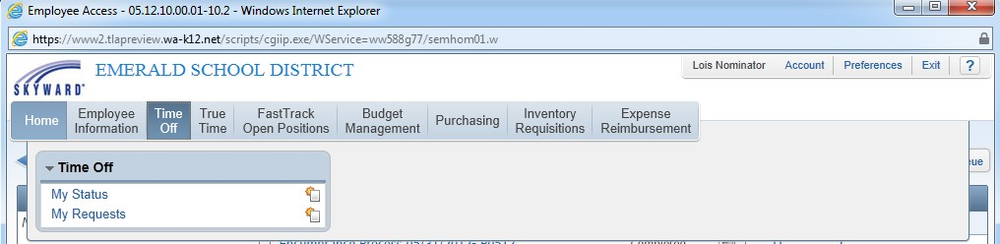 Employee Access - 05.12.10.00.01-10.2 - Windows Internet Explorer
https://www2.tlapreview.wa-k12.net/scripts/cgiip.exe/WService=ww588g77/semhom01.w
SKYWARD®
EMERALD SCHOOL DISTRICT
Lois Nominator Account Preferences Exit ?
Home
Employee Information
Time Off
True Time
FastTrack Open Positions
Budget Management
Purchasing
Inventory Requisitions
Expense Reimbursement
Time Off
My Status
My Requests